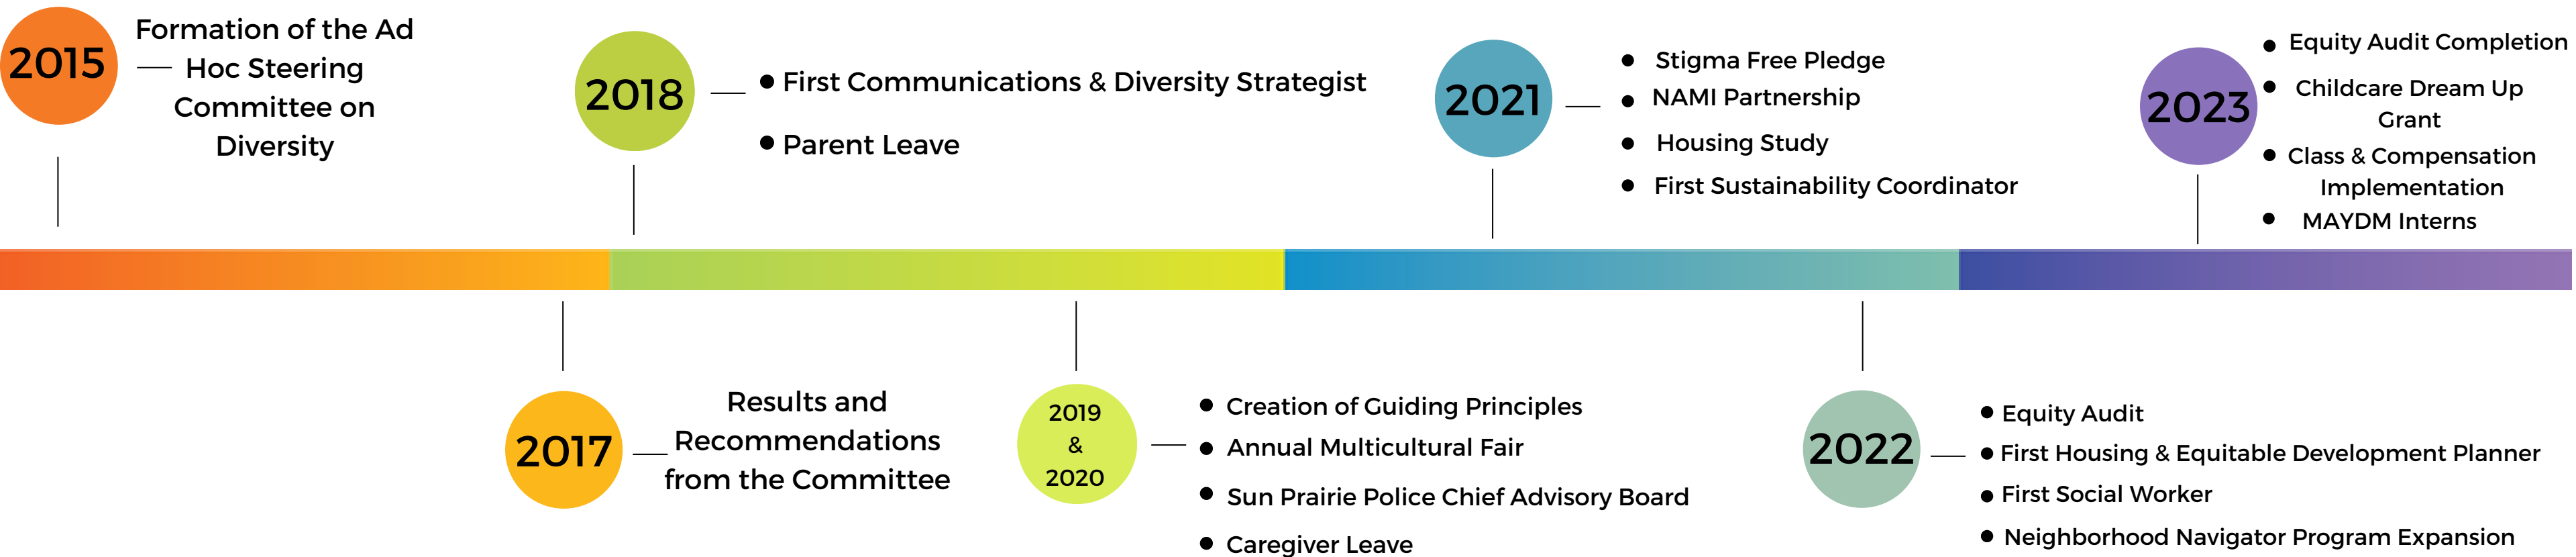 2015
Formation of the Ad
Hoc Steering
Committee on
Diversity
2017
Results and
Recommendations
from the Committee
2018
● First Communications & Diversity Strategist
● Parent Leave
2019
&
2020
● Creation of Guiding Principles
● Annual Multicultural Fair
● Sun Prairie Police Chief Advisory Board
● Caregiver Leave
2021
● Stigma Free Pledge
● NAMI Partnership
● Housing Study
● First Sustainability Coordinator
2022
● Equity Audit
● First Housing & Equitable Development Planner
● First Social Worker
● Neighborhood Navigator Program Expansion
2023
● Equity Audit Completion
● Childcare Dream Up
Grant
● Class & Compensation
Implementation
● MAYDM Interns